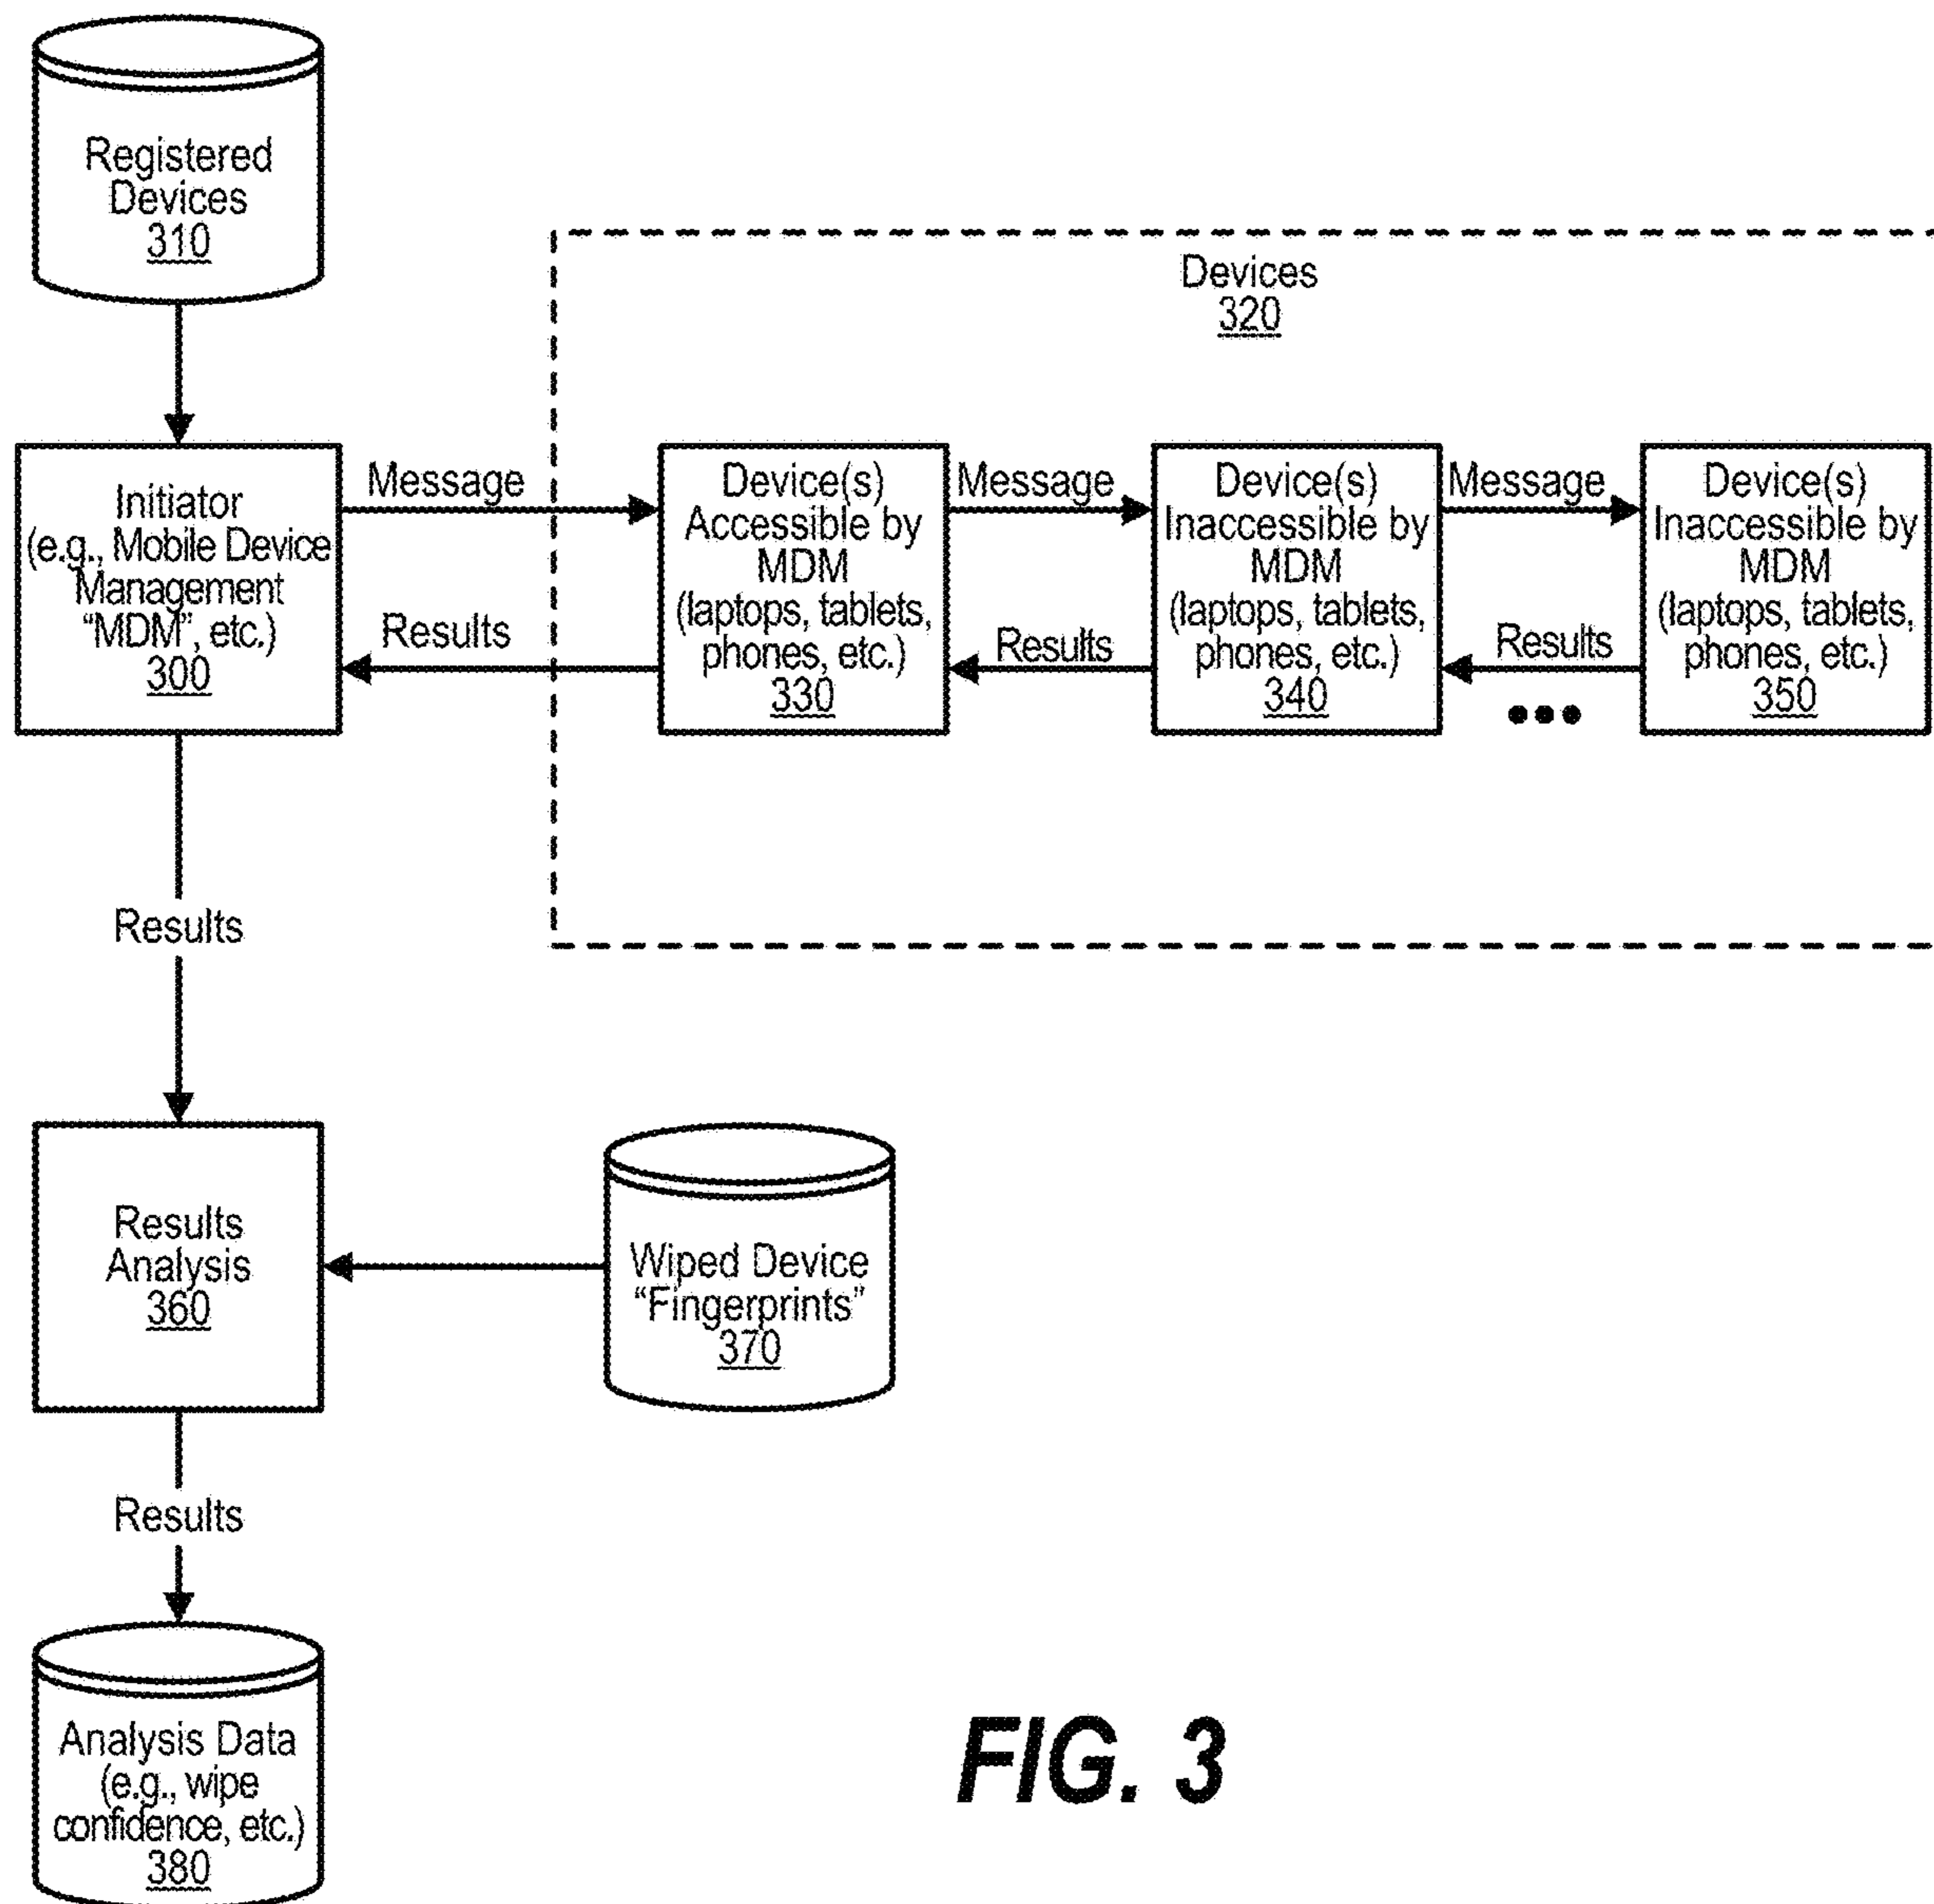 Registered
Devices
310
Devices
320
Initiator
(e.g., Mobile Device
Management
“MDM”, etc.)
300
Message
Results
Device(s)
Accessible by
MDM
(laptops, tablets,
phones, etc.)
330
Message
Results
Device(s)
Inaccessible by
MDM
(laptops, tablets,
phones, etc.)
340
Message
Results
Device(s)
Inaccessible by
MDM
(laptops, tablets,
phones, etc.)
350
Results
Results
Analysis
360
Wiped Device
“Fingerprints”
370
Results
Analysis Data
(e.g., wipe
confidence, etc.)
380
FIG. 3